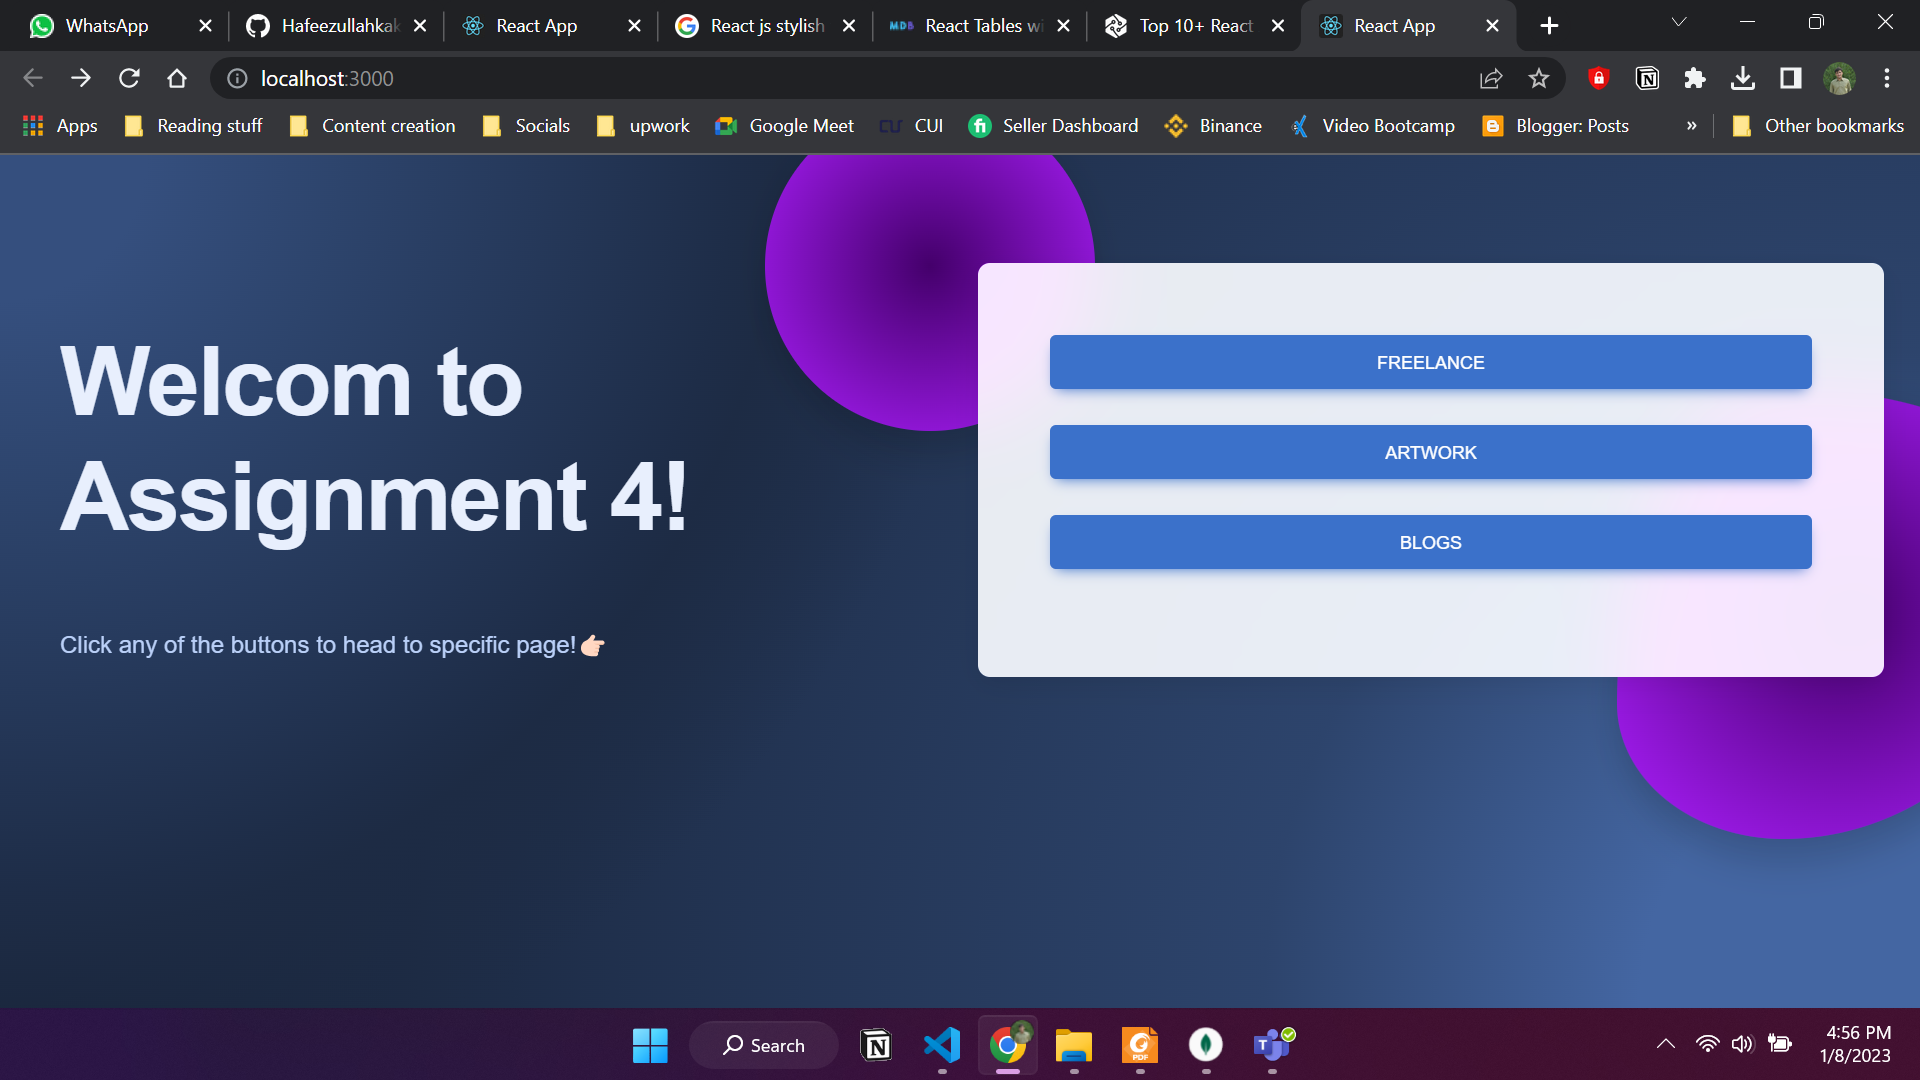 WhatsApp
Hafeezullahkak
React App
React js stylish
React Tables wi
Top 10+ React
React App
localhost:3000
Apps
Reading stuff
Content creation
Socials
upwork
Google Meet
CUI
Seller Dashboard
Binance
Video Bootcamp
Blogger: Posts
»
Other bookmarks
Welcom to
Assignment 4!
Click any of the buttons to head to specific page!👉🏻
FREELANCE
ARTWORK
BLOGS
Search
4:56 PM
1/8/2023